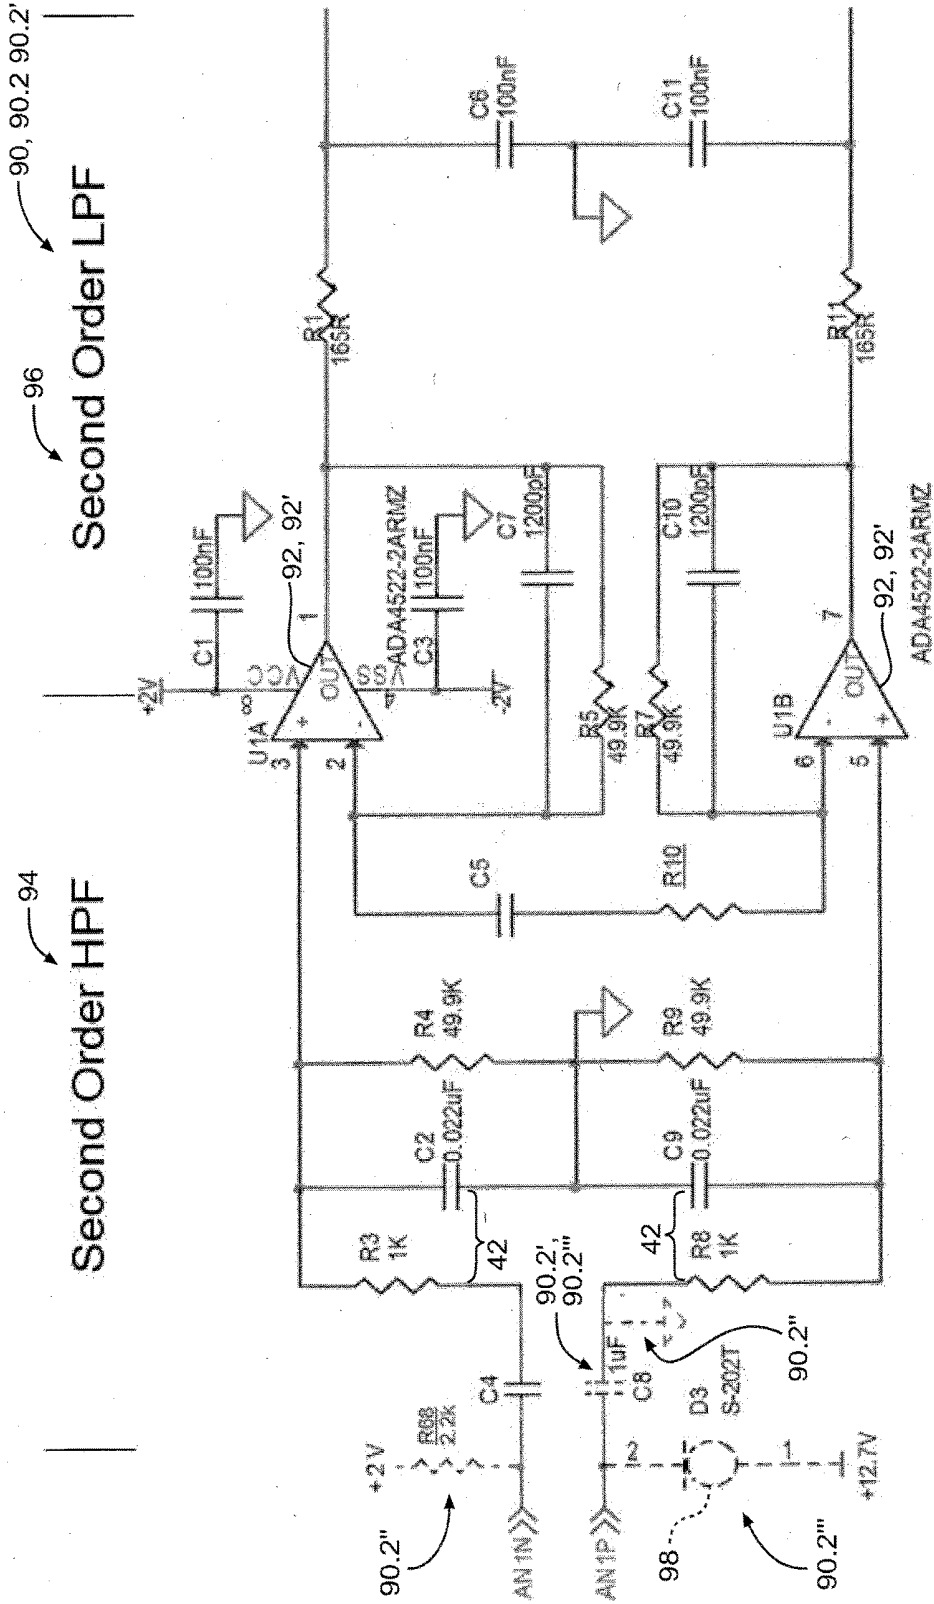 90, 90.2 90.2'
96
Second Order LPF
94
Second Order HPF
+2V
C1
100nF
8
VCC
U1A
3
2
+
-
OUT
1
92, 92'
VSS
4
ADA4522-2ARMZ
C3
100nF
-2V
R1
165R
C6
100nF
C11
100nF
R11
165R
C7
1200pF
R5
49.9K
R7
49.9K
C10
1200pF
C5
R10
U1B
6
5
-
+
OUT
7
92, 92'
ADA4522-2ARMZ
R4
49.9K
R9
49.9K
C2
0.022uF
C9
0.022uF
R3
1K
42
42
R8
1K
90.2',
90.2'''
1uF
C8
90.2''
C4
+2V
R68
2.2k
90.2''
AN1N
AN1P
2
D3
S-202T
1
+12.7V
98
90.2'''